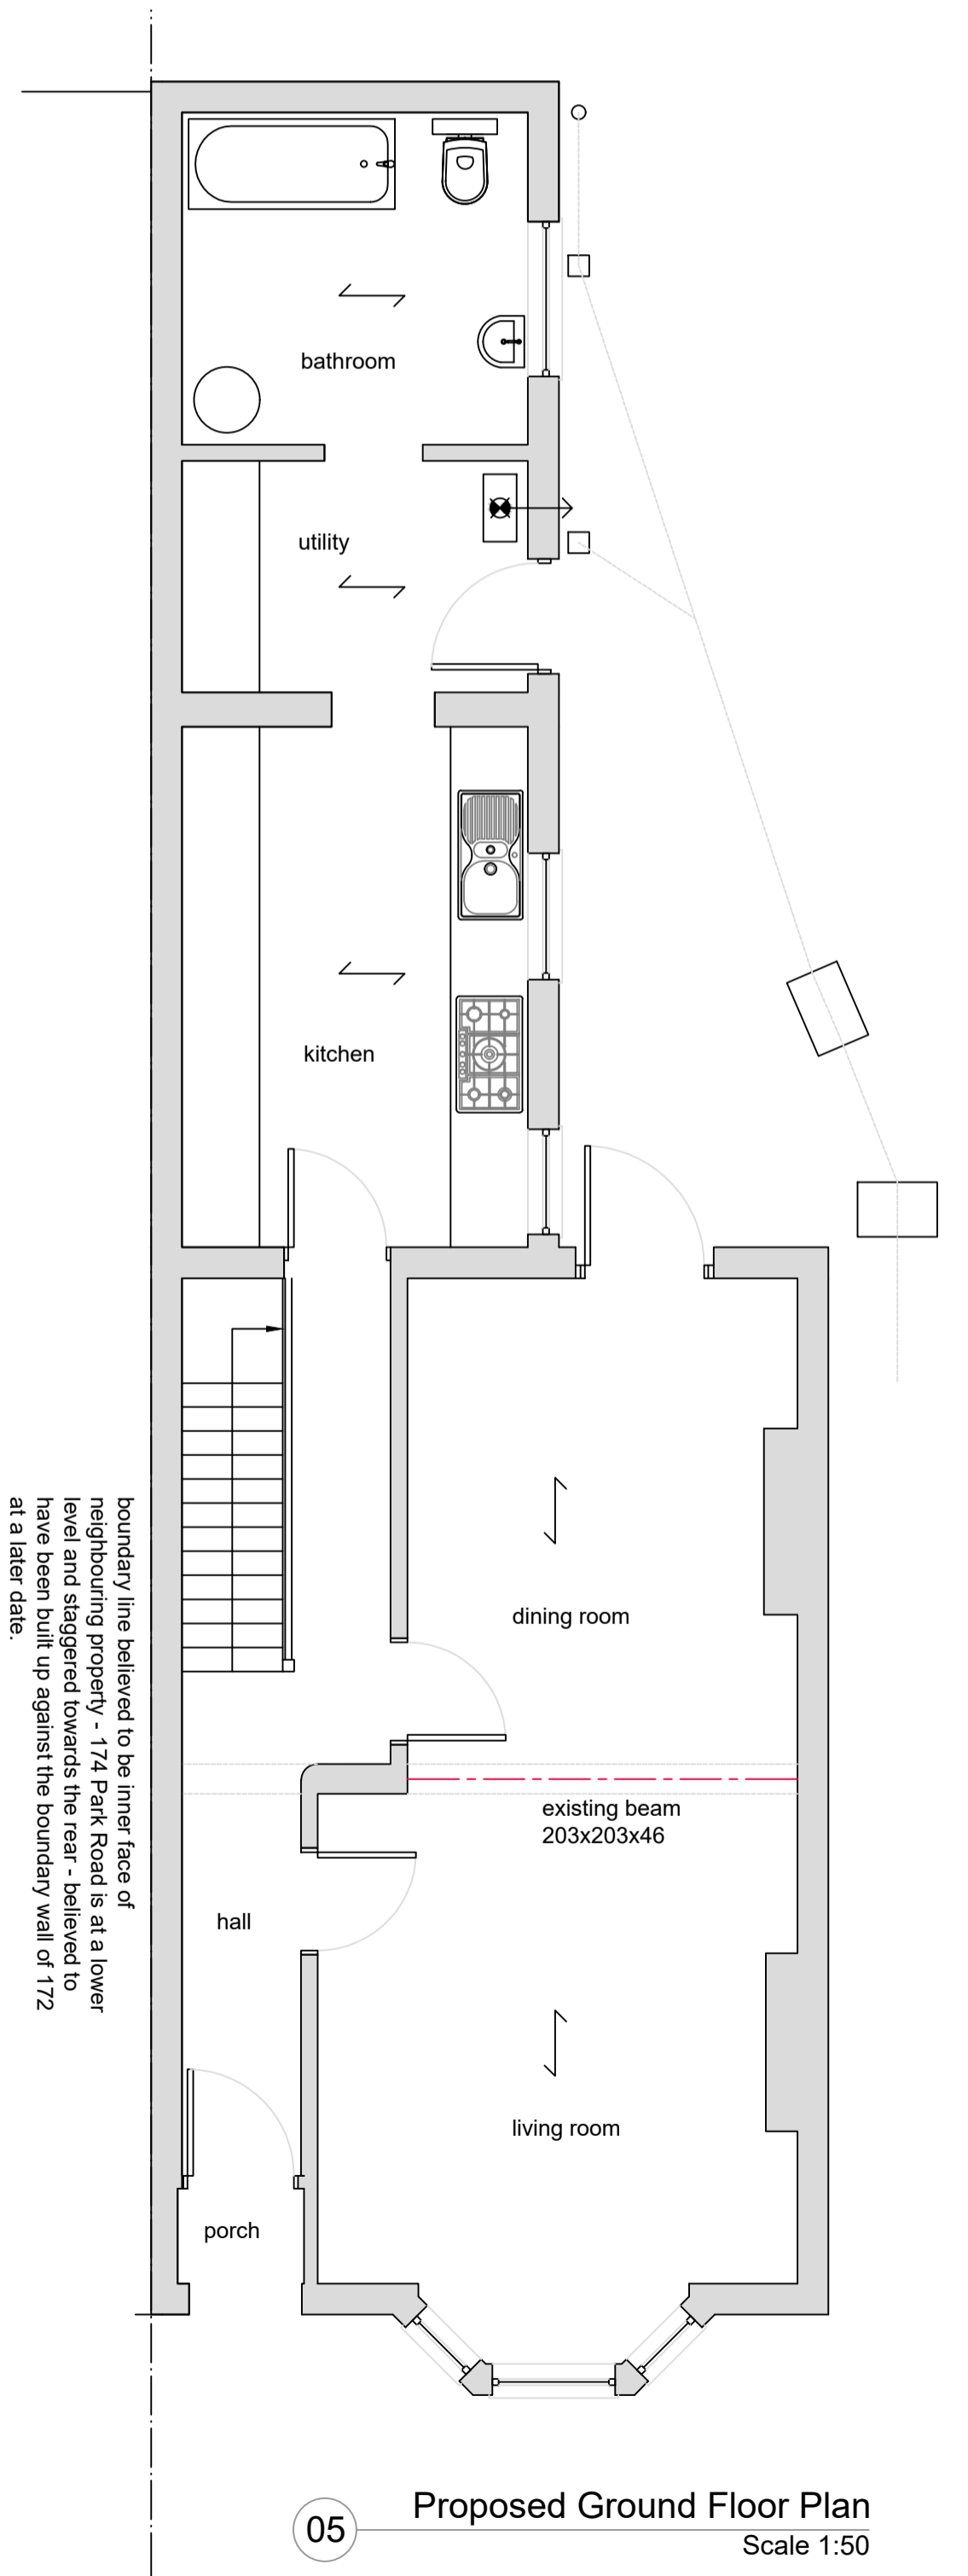 bathroom
utility
kitchen
dining room
existing beam
203x203x46
hall
living room
porch
boundary line believed to be inner face of
neighbouring property - 174 Park Road is at a lower
level and staggered towards the rear - believed to
have been built up against the boundary wall of 172
at a later date.
05
Proposed Ground Floor Plan
Scale 1:50